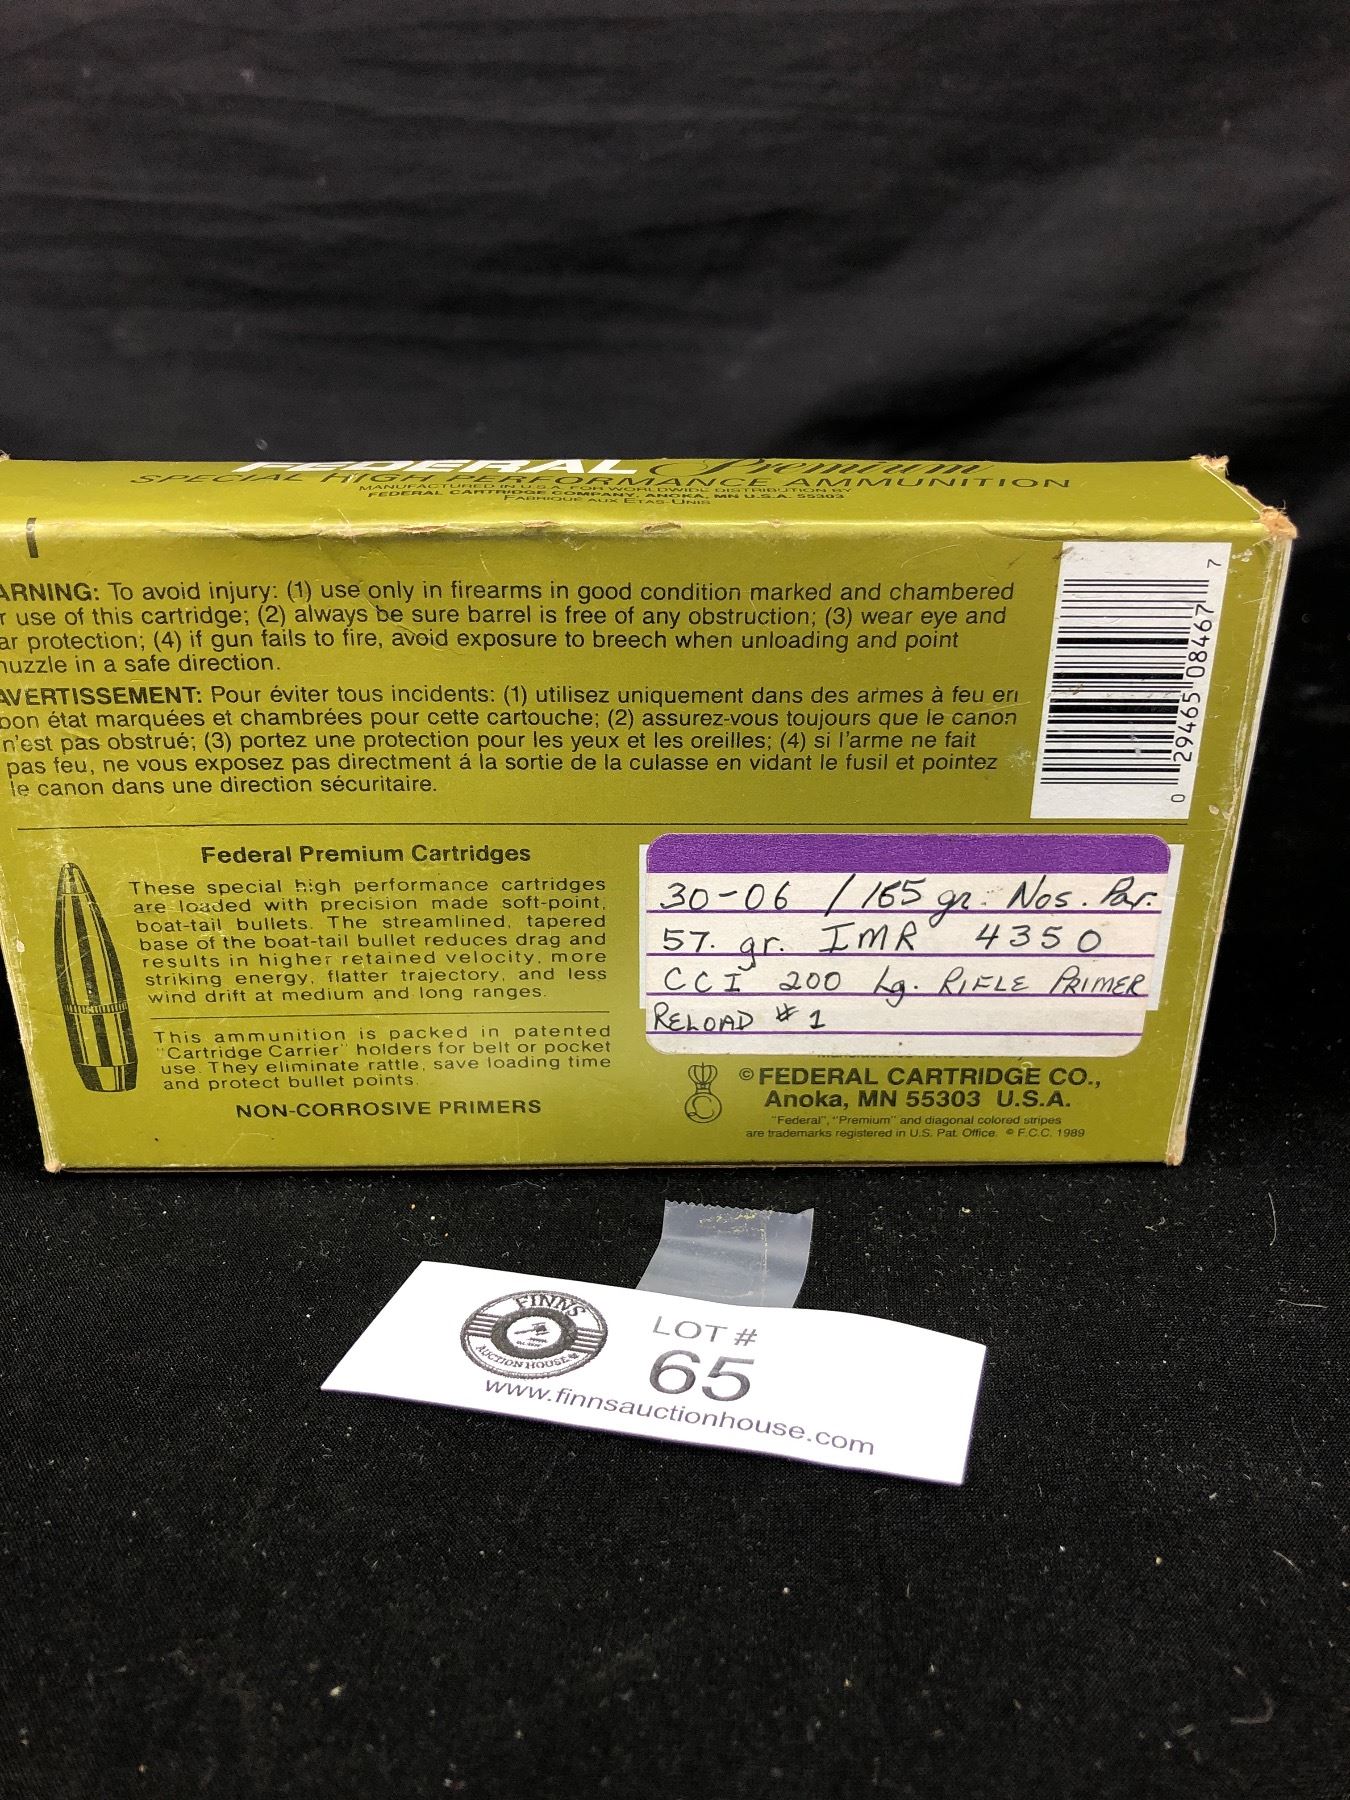 FEDERAL Premium
SPECIAL HIGH PERFORMANCE AMMUNITION
MANUFACTURED IN U.S.A. FOR WORLDWIDE DISTRIBUTION BY
FEDERAL CARTRIDGE COMPANY, ANOKA, MN U.S.A. 55303
FABRIQUÉ AUX ETAS-UNIS
ARNING: To avoid injury: (1) use only in firearms in good condition marked and chambered
r use of this cartridge; (2) always be sure barrel is free of any obstruction; (3) wear eye and
ar protection; (4) if gun fails to fire, avoid exposure to breech when unloading and point
nuzzle in a safe direction.
AVERTISSEMENT: Pour éviter tous incidents: (1) utilisez uniquement dans des armes à feu en
bon état marquées et chambrées pour cette cartouche; (2) assurez-vous toujours que le canon
n'est pas obstrué; (3) portez une protection pour les yeux et les oreilles; (4) si l'arme ne fait
pas feu, ne vous exposez pas directment á la sortie de la culasse en vidant le fusil et pointez
le canon dans une direction sécuritaire.
0 29465 08467 7
Federal Premium Cartridges
These special high performance cartridges
are loaded with precision made soft-point,
boat-tail bullets. The streamlined, tapered
base of the boat-tail bullet reduces drag and
results in higher retained velocity, more
striking energy, flatter trajectory, and less
wind drift at medium and long ranges.
This ammunition is packed in patented
"Cartridge Carrier" holders for belt or pocket
use. They eliminate rattle, save loading time
and protect bullet points.
NON-CORROSIVE PRIMERS
30-06 / 165 gr. Nos. Par.
57. gr. IMR 4350
CCI 200 Lg. RIFLE PRIMER
RELOAD # 1
© FEDERAL CARTRIDGE CO.,
Anoka, MN 55303 U.S.A.
"Federal", "Premium" and diagonal colored stripes
are trademarks registered in U.S. Pat. Office. © F.C.C. 1989
FINNS
AUCTION HOUSE
LOT #
65
www.finnsauctionhouse.com